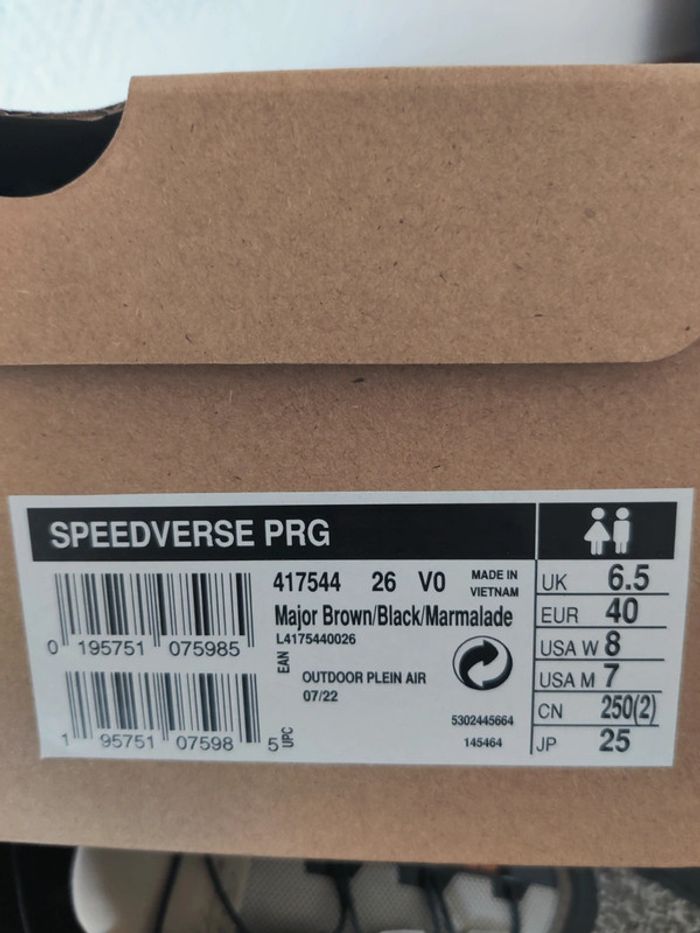 SPEEDVERSE PRG
0 195751 075985
1 95751 07598 5
EAN
UPC
417544 26 V0
MADE IN
VIETNAM
Major Brown/Black/Marmalade
L4175440026
OUTDOOR PLEIN AIR
07/22
5302445664
145464
UK 6.5
EUR 40
USA W 8
USA M 7
CN 250(2)
JP 25